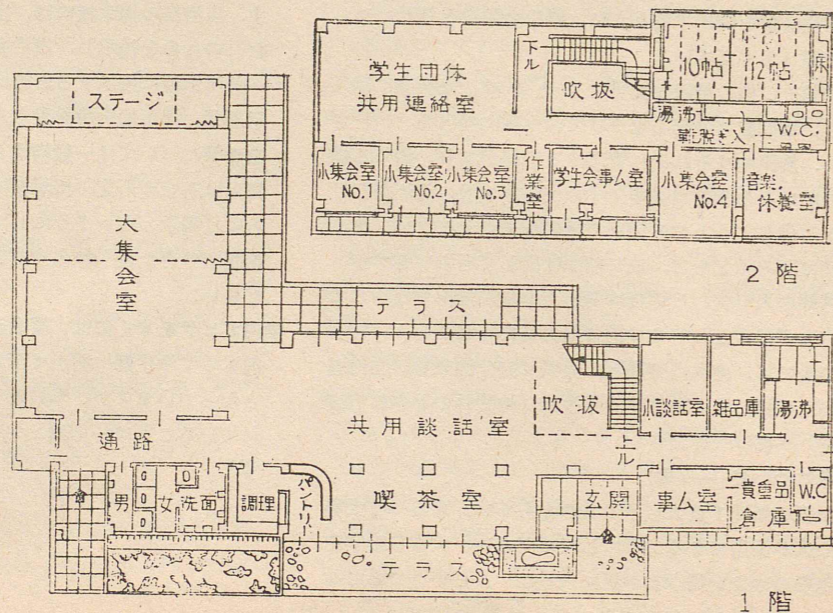 学生団体
共用連絡室
下ル
吹抜
10帖
12帖
床
湯沸
靴脱ぎ入
W.C.
小集会室
No.1
小集会室
No.2
小集会室
No.3
作業室
学生会事ム室
小集会室
No.4
音楽.
休養室
2階
ステージ
大集会室
テラス
通路
共用談話室
吹抜
上ル
小談話室
雑品庫
湯沸
男
女
洗面
調理
パントリ.
喫茶室
玄関
事ム室
貴重品
倉庫
W.C
テラス
1階